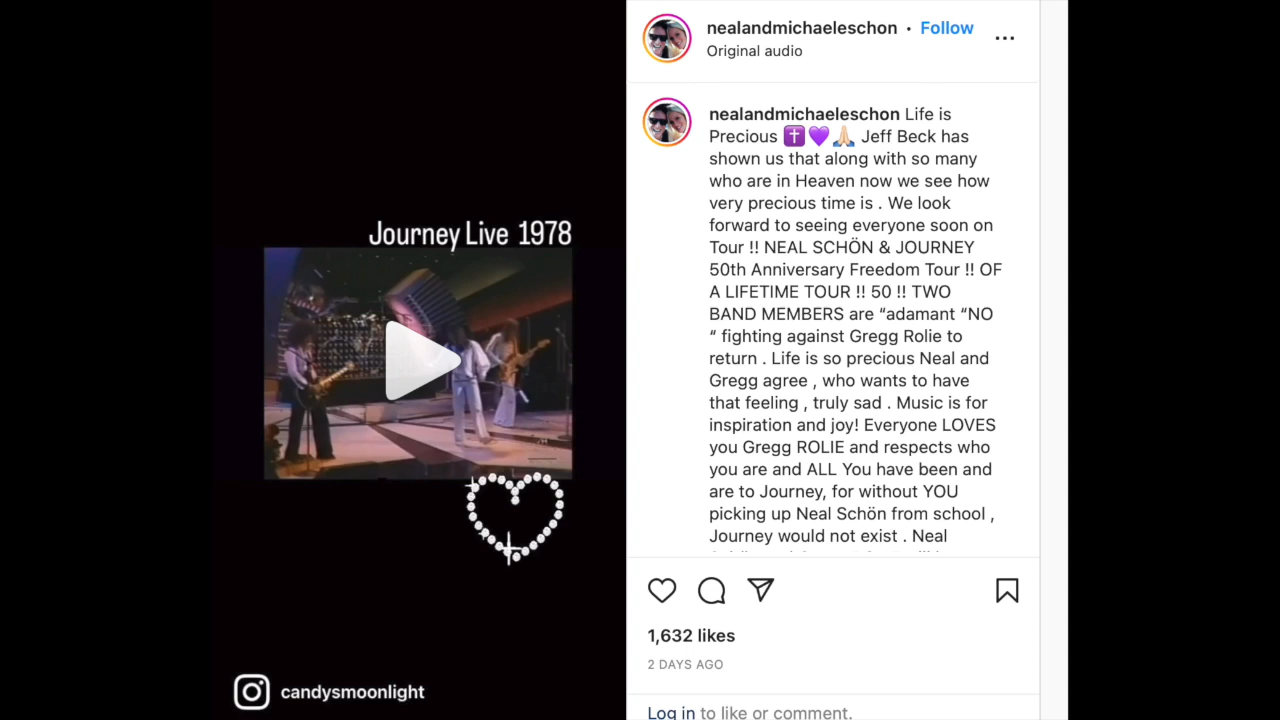 Journey Live 1978
candysmoonlight
nealandmichaeleschon • Follow
Original audio
nealandmichaeleschon Life is
Precious ✝️💜🙏🏼 Jeff Beck has
shown us that along with so many
who are in Heaven now we see how
very precious time is . We look
forward to seeing everyone soon on
Tour !! NEAL SCHÖN & JOURNEY
50th Anniversary Freedom Tour !! OF
A LIFETIME TOUR !! 50 !! TWO
BAND MEMBERS are “adamant “NO
“ fighting against Gregg Rolie to
return . Life is so precious Neal and
Gregg agree , who wants to have
that feeling , truly sad . Music is for
inspiration and joy! Everyone LOVES
you Gregg ROLIE and respects who
you are and ALL You have been and
are to Journey, for without YOU
picking up Neal Schön from school ,
Journey would not exist . Neal
1,632 likes
2 DAYS AGO
Log in to like or comment.